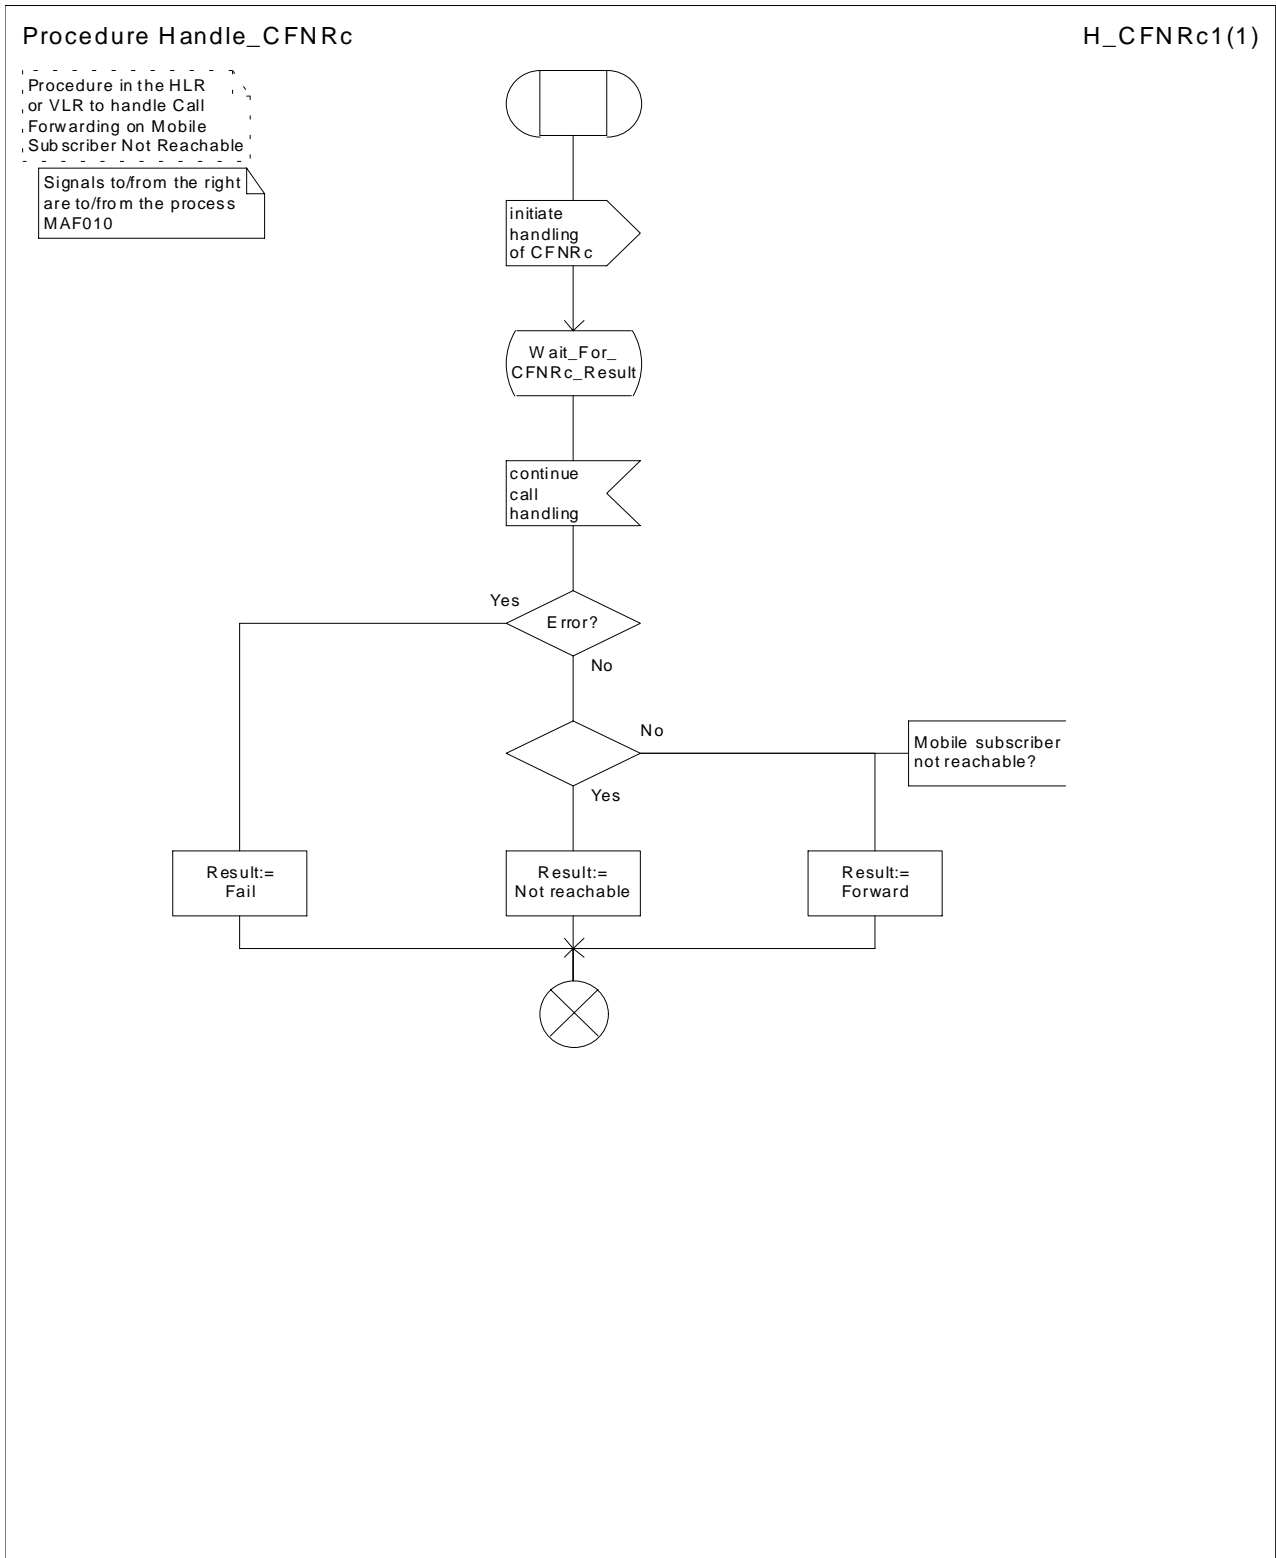 Procedure Handle_CFNRc
H_CFNRc1(1)
Procedure in the HLR
or VLR to handle Call
Forwarding on Mobile
Subscriber Not Reachable
Signals to/from the right
are to/from the process
MAF010
initiate
handling
of CFNRc
Wait_For_
CFNRc_Result
continue
call
handling
Yes
Error?
No
No
Mobile subscriber
not reachable?
Yes
Result:=
Fail
Result:=
Not reachable
Result:=
Forward